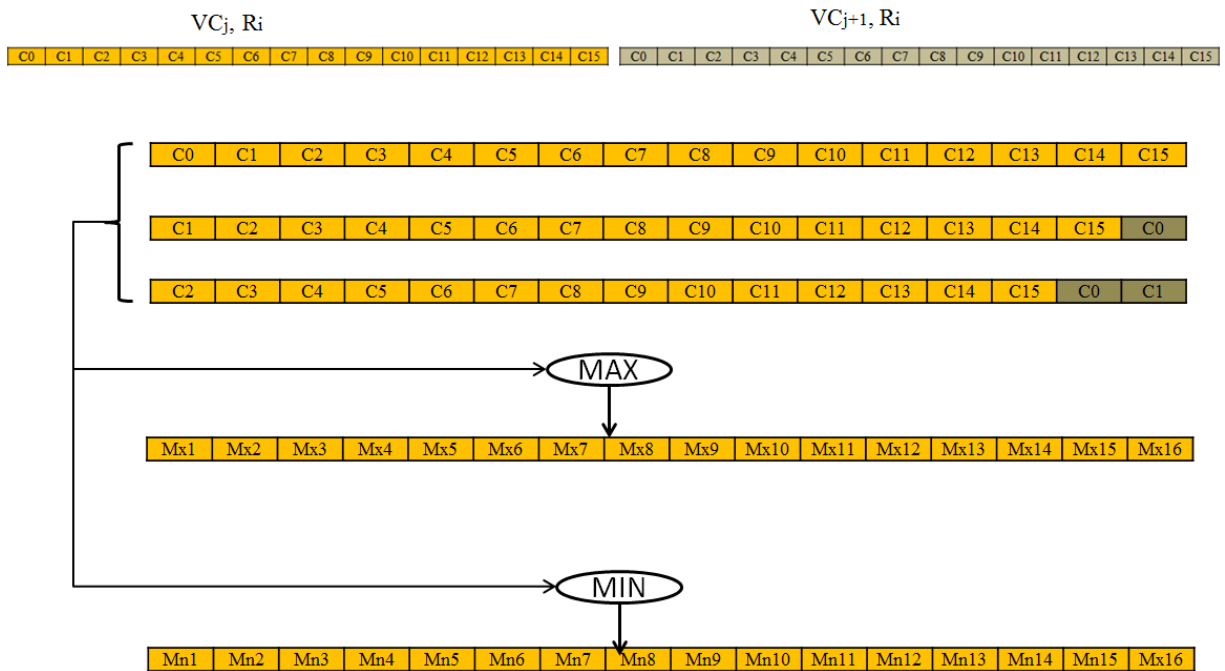 VCj, Ri VCj+1, Ri
C0 C1 C2 C3 C4 C5 C6 C7 C8 C9 C10 C11 C12 C13 C14 C15 C0 C1 C2 C3 C4 C5 C6 C7 C8 C9 C10 C11 C12 C13 C14 C15
C0 C1 C2 C3 C4 C5 C6 C7 C8 C9 C10 C11 C12 C13 C14 C15
C1 C2 C3 C4 C5 C6 C7 C8 C9 C10 C11 C12 C13 C14 C15 C0
C2 C3 C4 C5 C6 C7 C8 C9 C10 C11 C12 C13 C14 C15 C0 C1
MAX
Mx1 Mx2 Mx3 Mx4 Mx5 Mx6 Mx7 Mx8 Mx9 Mx10 Mx11 Mx12 Mx13 Mx14 Mx15 Mx16
MIN
Mn1 Mn2 Mn3 Mn4 Mn5 Mn6 Mn7 Mn8 Mn9 Mn10 Mn11 Mn12 Mn13 Mn14 Mn15 Mx16